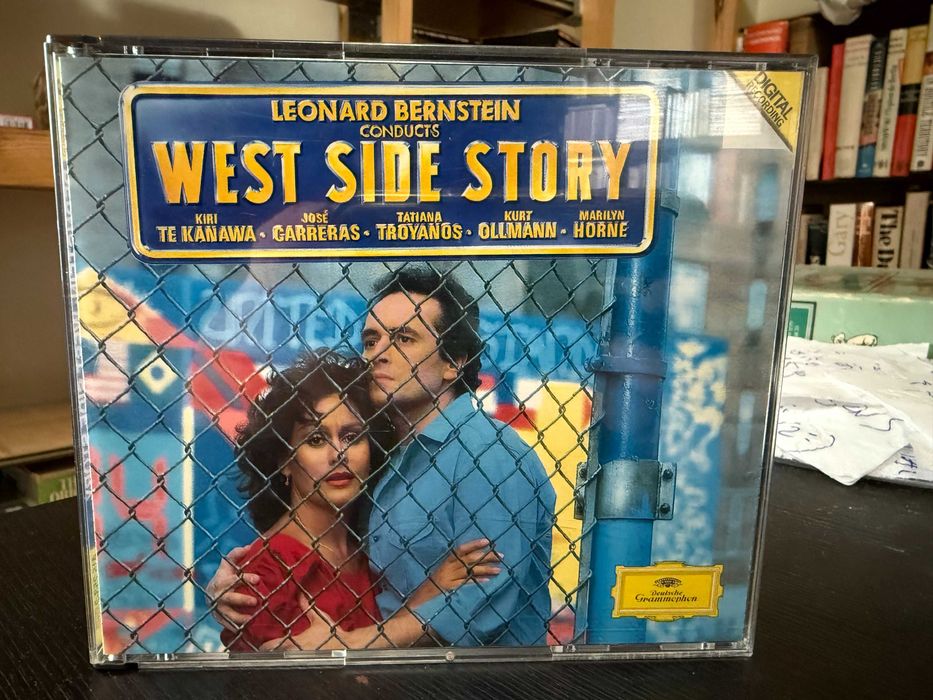 LEONARD BERNSTEIN
CONDUCTS
WEST SIDE STORY
KIRI
TE KANAWA • JOSÉ
CARRERAS • TATIANA
TROYANOS • KURT
OLLMANN • MARILYN
HORNE
DIGITAL
RECORDING
Deutsche
Grammophon
Gary